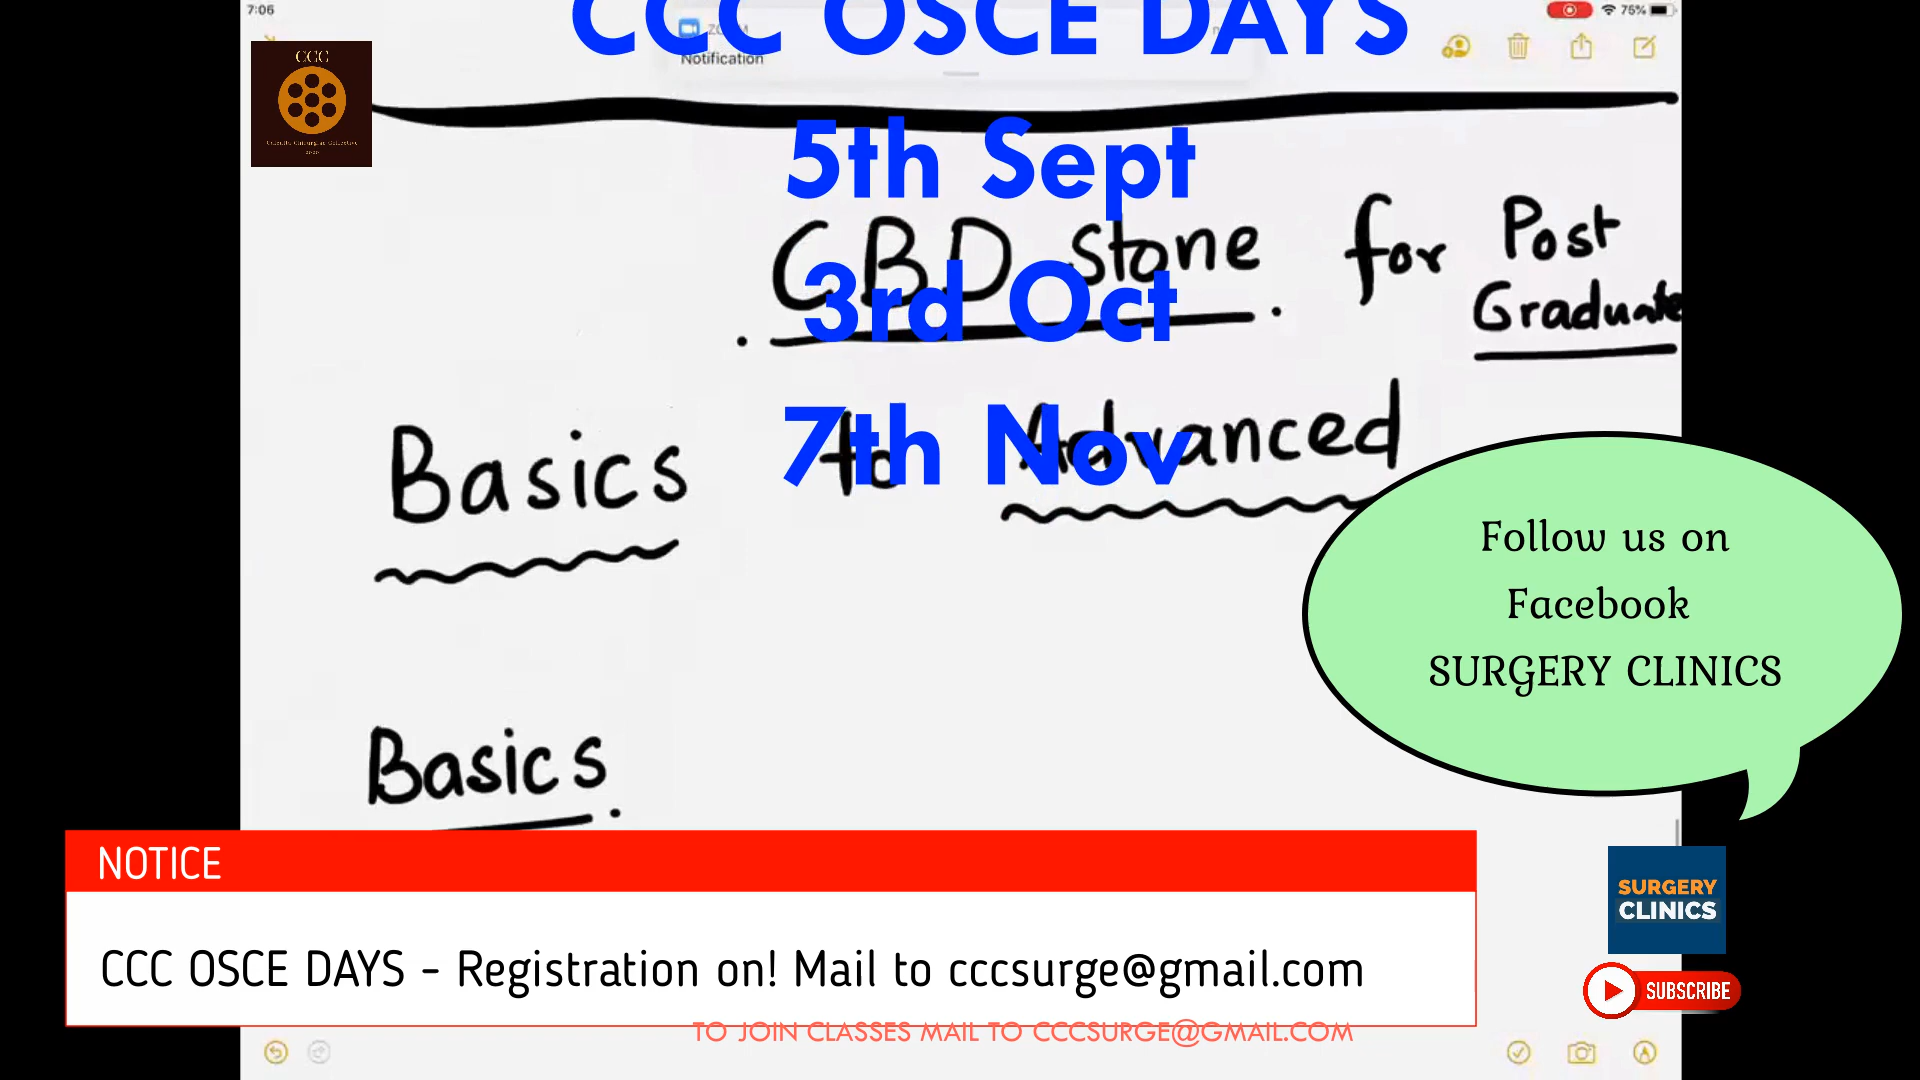 7:06
75%
CCC OSCE DAYS
Notification
CCC
2020
5th Sept
CBD stone for Post
Graduate
3rd Oct
7th Nov
Basics to Advanced
Follow us on
Facebook
SURGERY CLINICS
Basics.
NOTICE
SURGERY
CLINICS
CCC OSCE DAYS - Registration on! Mail to cccsurge@gmail.com
SUBSCRIBE
TO JOIN CLASSES MAIL TO CCCSURGE@GMAIL.COM